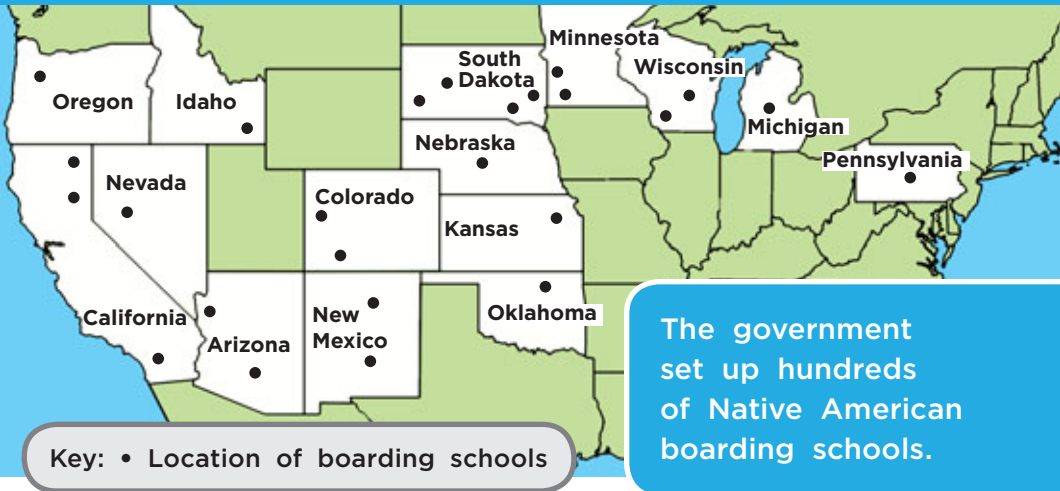 Minnesota
South
Dakota
Wisconsin
Oregon
Idaho
Michigan
Nebraska
Pennsylvania
Nevada
Colorado
Kansas
California
Arizona
New
Mexico
Oklahoma
The government
set up hundreds
of Native American
boarding schools.
Key: • Location of boarding schools